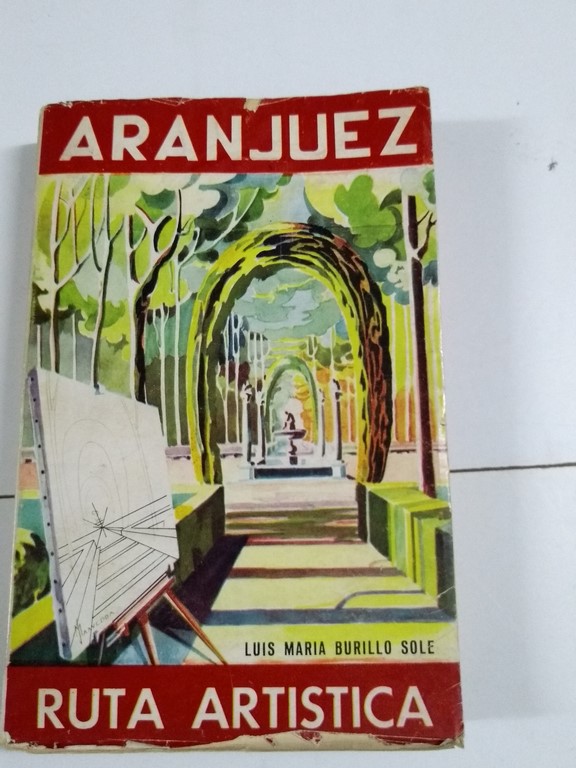 ARANJUEZ
LUIS MARIA BURILLO SOLE
RUTA ARTISTICA